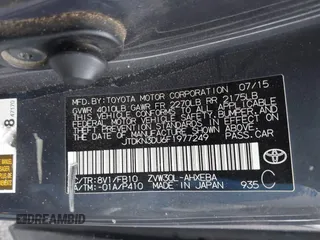 MFD.BY:TOYOTA MOTOR CORPORATION 07/15
GVWR 4010LB GAWR FR 2270LB RR 2175LB
THIS VEHICLE CONFORMS TO ALL APPLICABLE
FEDERAL MOTOR VEHICLE SAFETY, BUMPER, AND
THEFT PREVENTION STANDARDS IN EFFECT ON
THE DATE OF MANUFACTURE SHOWN ABOVE.
JTDKN3DU6F1977249
PASS. CAR
C/TR:8V1/FB10 ZVW30L-AHXEBA
A/TM:-01A/P410 MADE IN JAPAN 935 C
TOYOTA